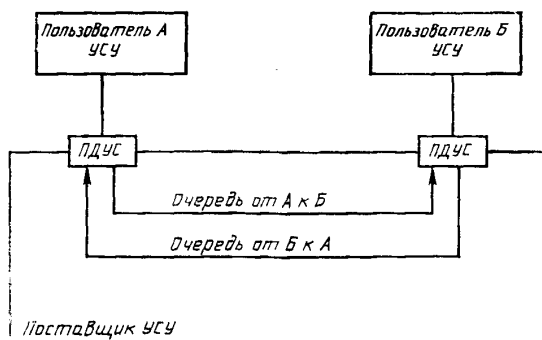 Пользователь А
УСУ
Пользователь Б
УСУ
ПДУС
ПДУС
Очередь от А к Б
Очередь от Б к А
Поставщик УСУ